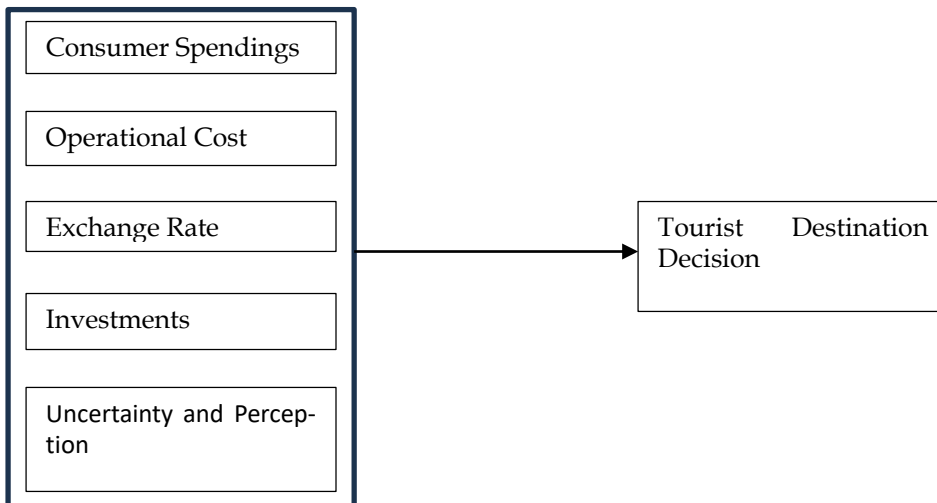 Consumer Spendings
Operational Cost
Exchange Rate
Investments
Uncertainty and Percep-
tion
Tourist Destination
Decision